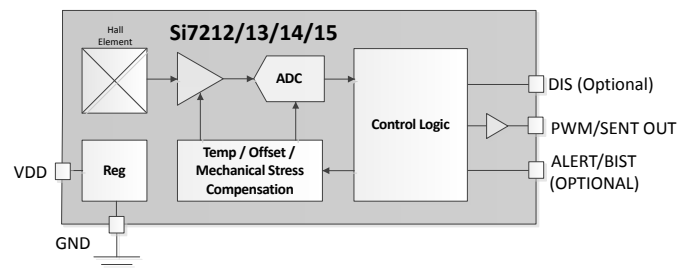 Hall
Element
Si7212/13/14/15
ADC
Control Logic
DIS (Optional)
PWM/SENT OUT
ALERT/BIST
(OPTIONAL)
VDD
Reg
Temp / Offset /
Mechanical Stress
Compensation
GND